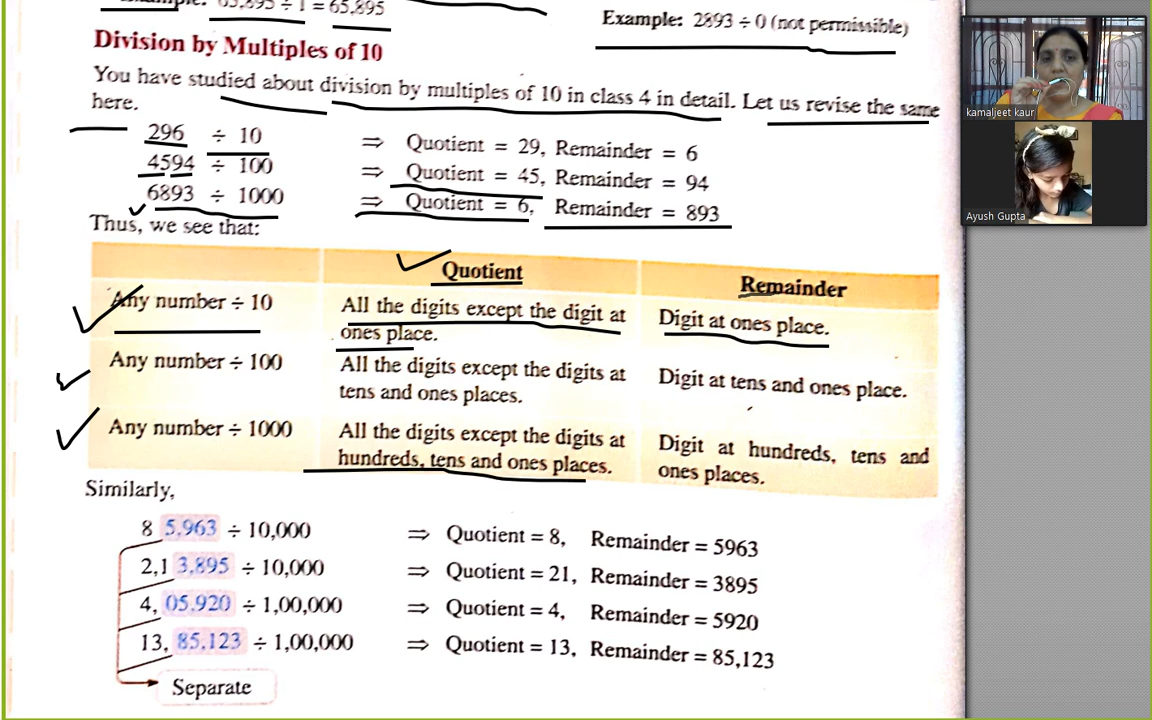 Example: 65,895 ÷ 1 = 65,895
Example: 2893 ÷ 0 (not permissible)
Division by Multiples of 10
You have studied about division by multiples of 10 in class 4 in detail. Let us revise the same
here.
296 ÷ 10 ⇒ Quotient = 29, Remainder = 6
4594 ÷ 100 ⇒ Quotient = 45, Remainder = 94
6893 ÷ 1000 ⇒ Quotient = 6, Remainder = 893
Thus, we see that:
Quotient Remainder
Any number ÷ 10 All the digits except the digit at Digit at ones place.
ones place.
Any number ÷ 100 All the digits except the digits at Digit at tens and ones place.
tens and ones places.
Any number ÷ 1000 All the digits except the digits at Digit at hundreds, tens and
hundreds, tens and ones places. ones places.
Similarly,
8 5,963 ÷ 10,000 ⇒ Quotient = 8, Remainder = 5963
2,1 3,895 ÷ 10,000 ⇒ Quotient = 21, Remainder = 3895
4, 05,920 ÷ 1,00,000 ⇒ Quotient = 4, Remainder = 5920
13, 85,123 ÷ 1,00,000 ⇒ Quotient = 13, Remainder = 85,123
Separate
kamaljeet kaur
Ayush Gupta